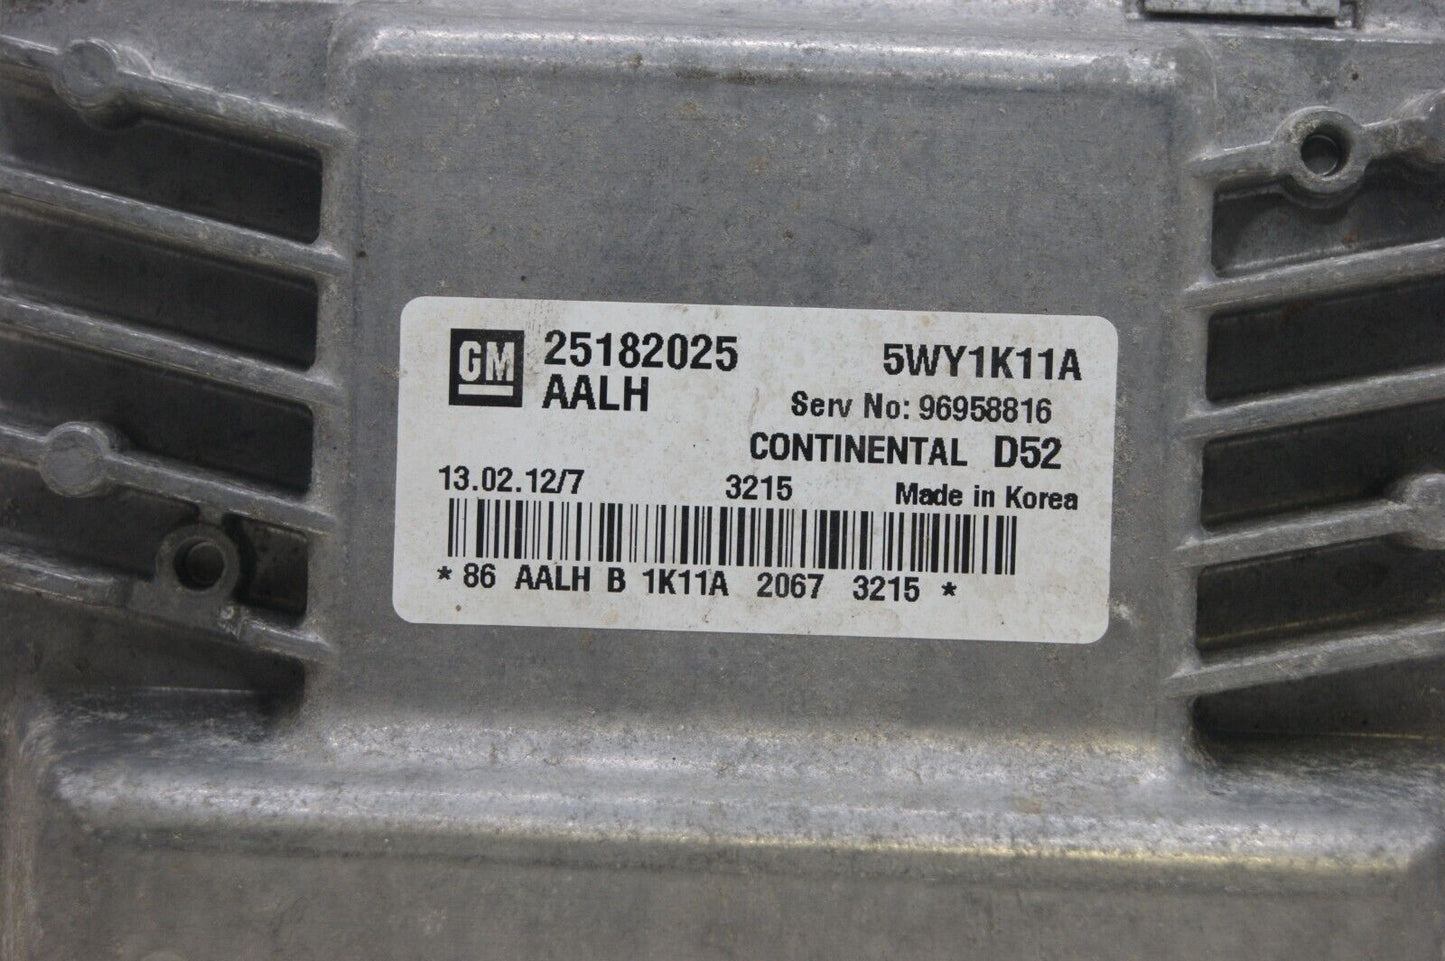 GM 25182025 5WY1K11A
AALH Serv No: 96958816
CONTINENTAL D52
13.02.12/7 3215 Made in Korea
* 86 AALH B 1K11A 2067 3215 *